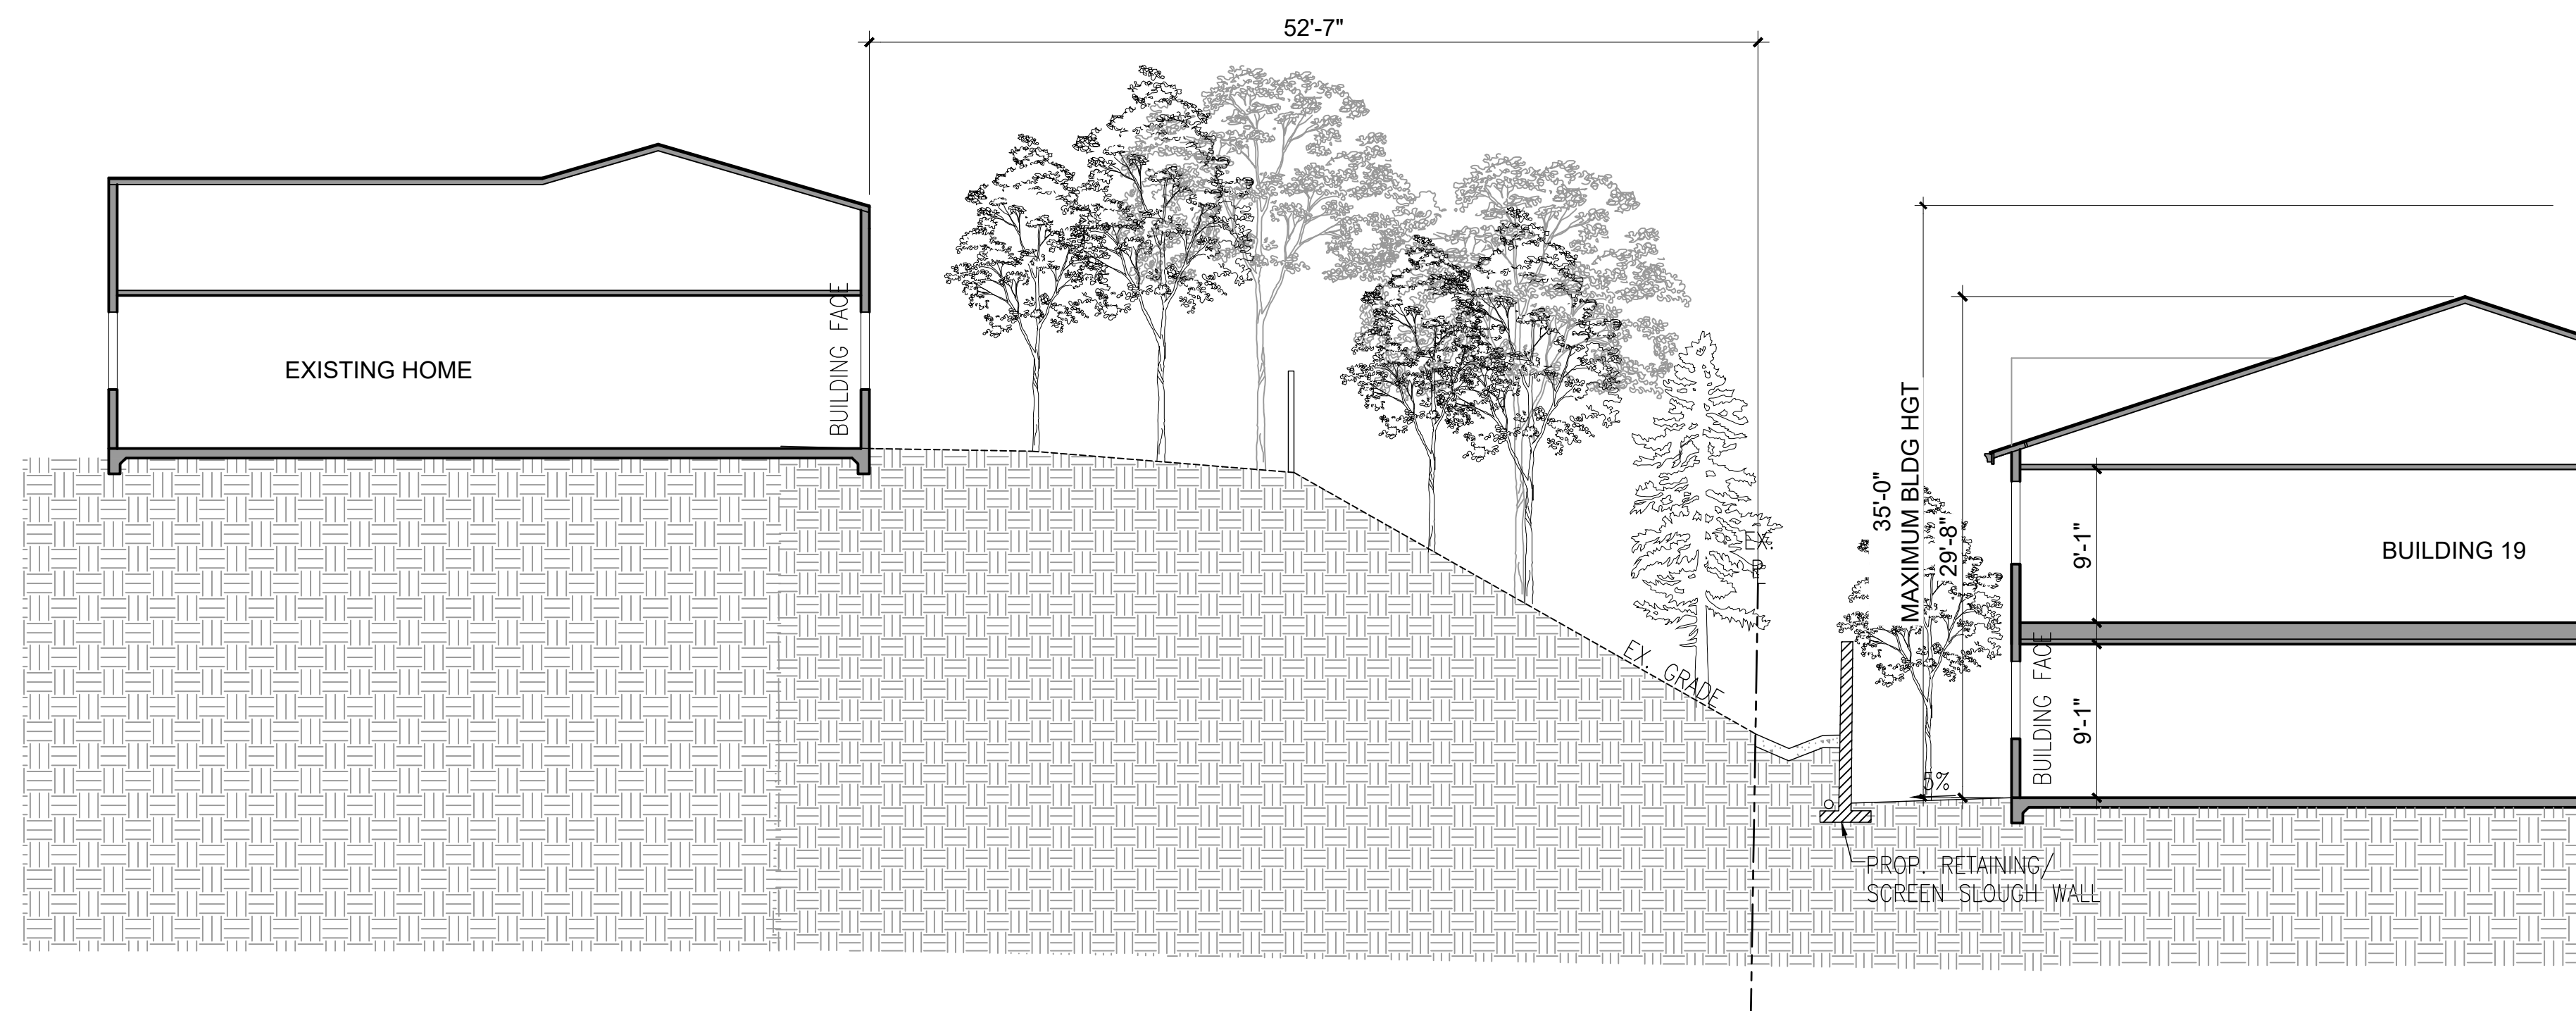 52'-7"
EXISTING HOME
BUILDING FACE
EX. GRADE
EX.
P
L
35'-0"
MAXIMUM BLDG HGT
29'-8"
5%
BUILDING FACE
9'-1"
9'-1"
BUILDING 19
PROP. RETAINING/
SCREEN SLOUGH WALL